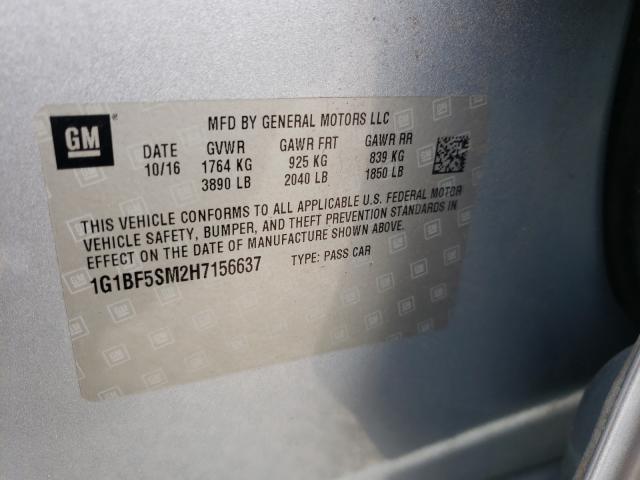 GM
MFD BY GENERAL MOTORS LLC
DATE GVWR GAWR FRT GAWR RR
10/16 1764 KG 925 KG 839 KG
3890 LB 2040 LB 1850 LB
THIS VEHICLE CONFORMS TO ALL APPLICABLE U.S. FEDERAL MOTOR
VEHICLE SAFETY, BUMPER, AND THEFT PREVENTION STANDARDS IN
EFFECT ON THE DATE OF MANUFACTURE SHOWN ABOVE.
1G1BF5SM2H7156637 TYPE: PASS CAR